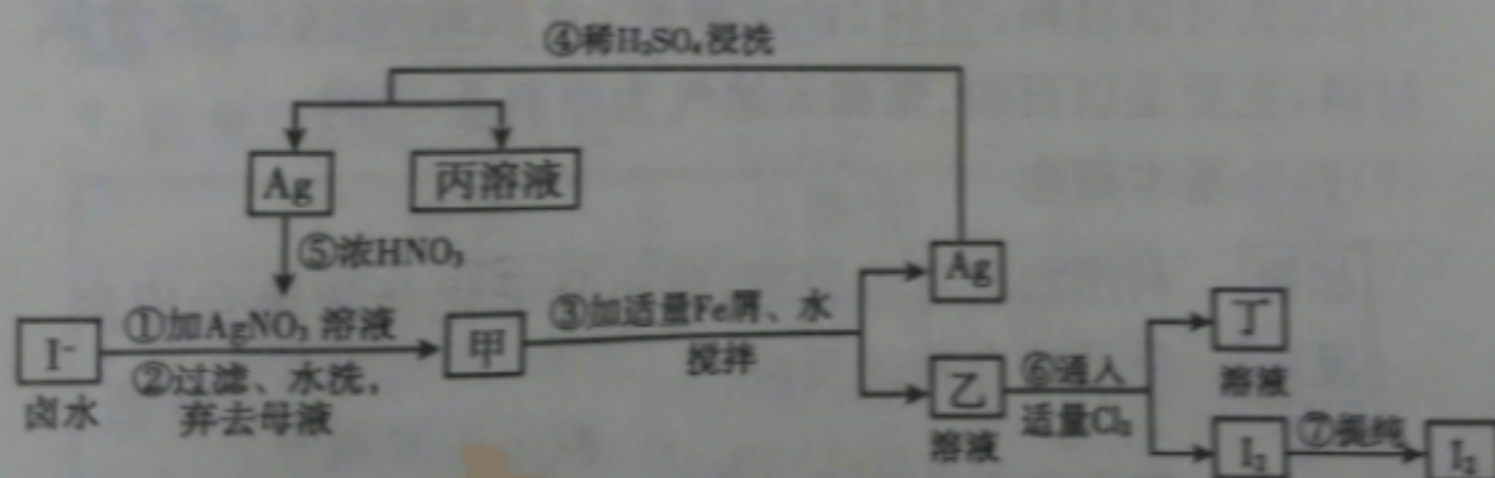 ④稀H₂SO₄浸洗
Ag
丙溶液
⑤浓HNO₃
Ag
①加AgNO₃ 溶液
③加适量Fe屑、水
丁
I⁻
甲
搅拌
溶液
②过滤、水洗,
卤水
弃去母液
乙
⑥通入
溶液
适量Cl₂
I₂
⑦提纯
I₂